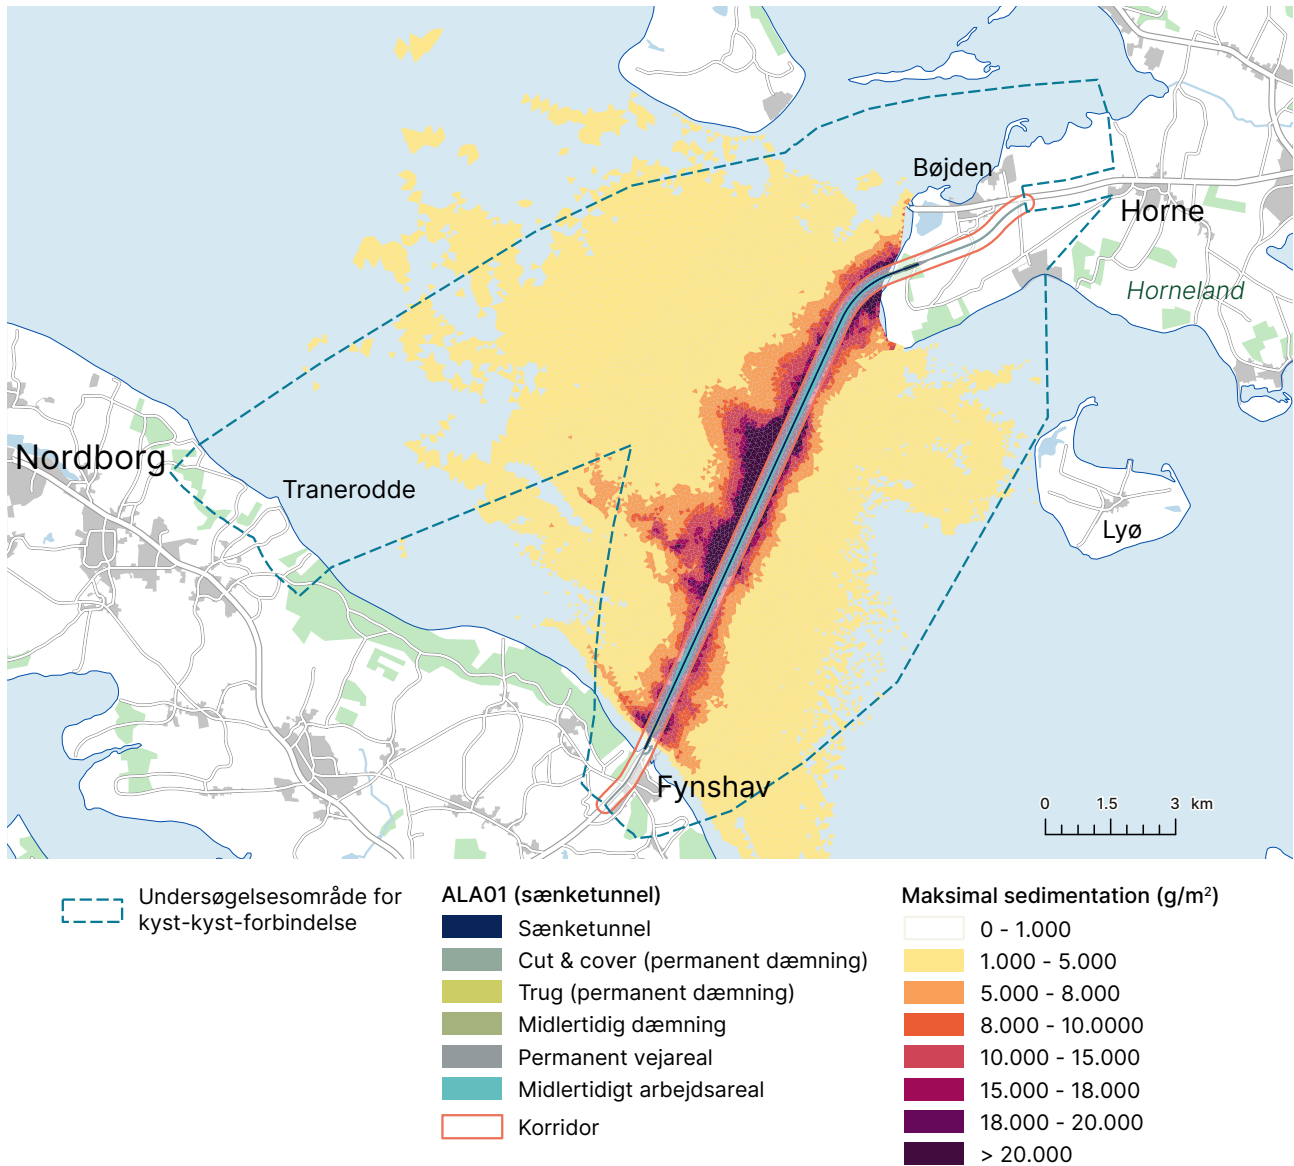 Bøjden
Horne
Horneland
Nordborg
Tranerodde
Lyø
Fynshav
0 1.5 3 km
Undersøgelsesområde for
kyst-kyst-forbindelse
ALA01 (sænketunnel)
Sænketunnel
Cut & cover (permanent dæmning)
Trug (permanent dæmning)
Midlertidig dæmning
Permanent vejareal
Midlertidigt arbejdsareal
Korridor
Maksimal sedimentation (g/m²)
0 - 1.000
1.000 - 5.000
5.000 - 8.000
8.000 - 10.0000
10.000 - 15.000
15.000 - 18.000
18.000 - 20.000
> 20.000